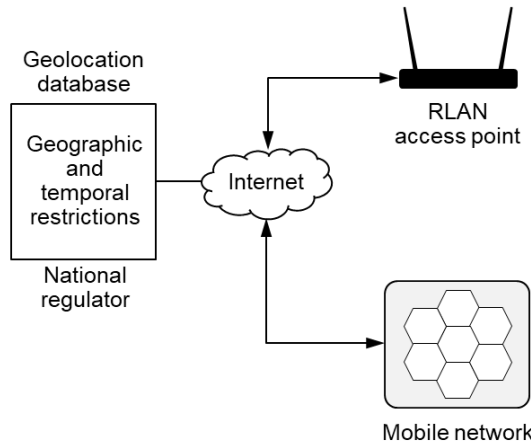 Geolocation
database
Geographic
and
temporal
restrictions
National
regulator
Internet
RLAN
access point
Mobile network